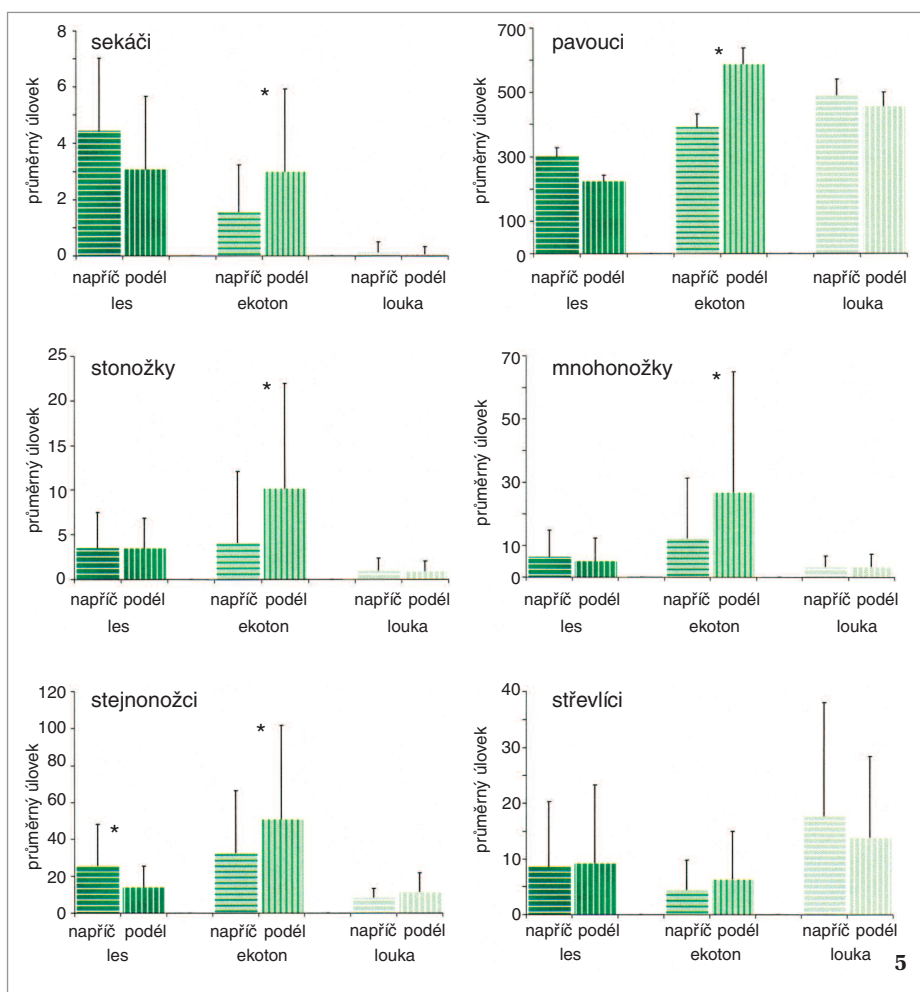 sekáči
průměrný úlovek
8
6
4
2
0
*
napříč podél napříč podél napříč podél
les ekoton louka
pavouci
průměrný úlovek
700
500
300
100
0
*
napříč podél napříč podél napříč podél
les ekoton louka
stonožky
průměrný úlovek
25
20
15
10
5
0
*
napříč podél napříč podél napříč podél
les ekoton louka
mnohonožky
průměrný úlovek
70
50
30
10
0
*
napříč podél napříč podél napříč podél
les ekoton louka
stejnonožci
průměrný úlovek
120
100
80
60
40
20
0
*
*
napříč podél napříč podél napříč podél
les ekoton louka
střevlíci
průměrný úlovek
40
30
20
10
0
napříč podél napříč podél napříč podél
les ekoton louka
5